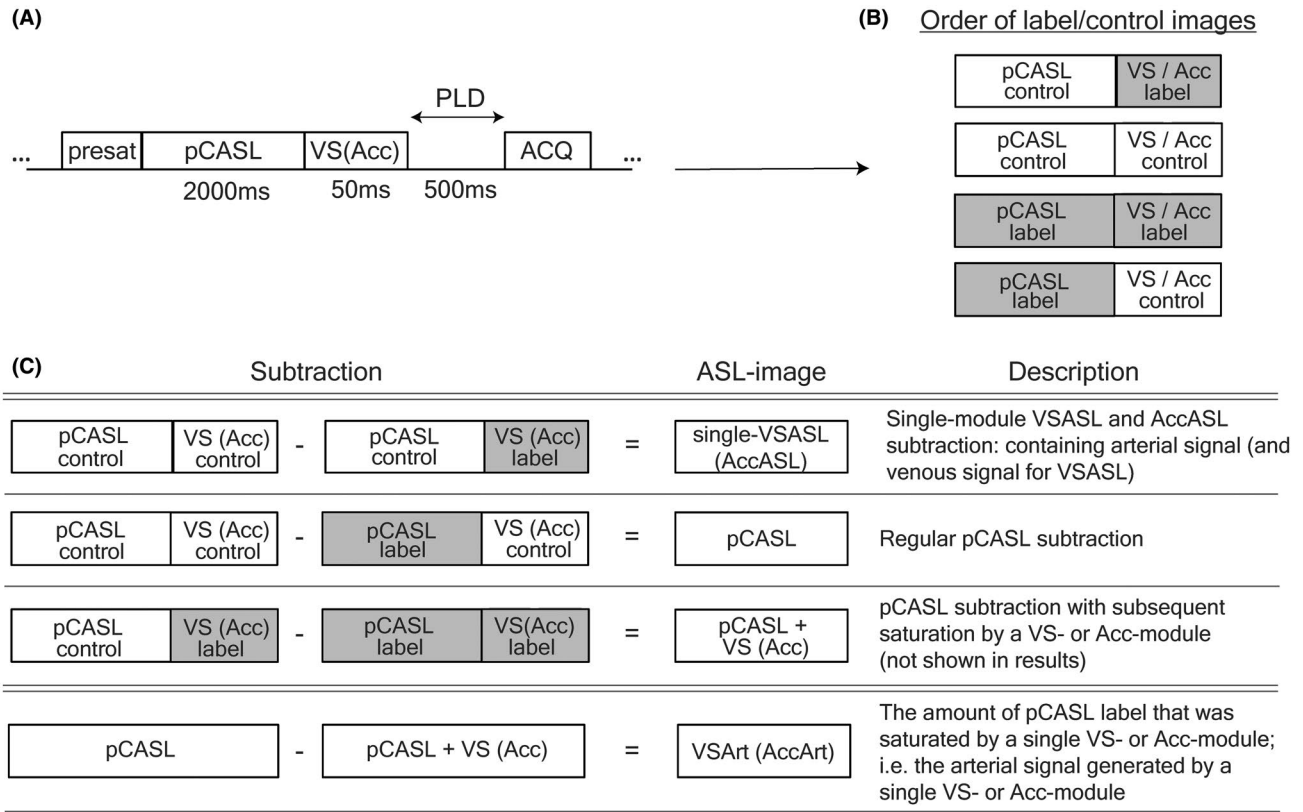 (A)
PLD
... presat pCASL VS(Acc) ACQ ...
2000ms 50ms 500ms
(B) Order of label/control images
pCASL control VS / Acc label
pCASL control VS / Acc control
pCASL label VS / Acc label
pCASL label VS / Acc control
(C) Subtraction ASL-image Description
pCASL control VS (Acc) control - pCASL control VS (Acc) label = single-VSASL (AccASL)
Single-module VSASL and AccASL
subtraction: containing arterial signal (and
venous signal for VSASL)
pCASL control VS (Acc) control - pCASL label VS (Acc) control = pCASL
Regular pCASL subtraction
pCASL control VS (Acc) label - pCASL label VS(Acc) label = pCASL + VS (Acc)
pCASL subtraction with subsequent
saturation by a VS- or Acc-module
(not shown in results)
pCASL - pCASL + VS (Acc) = VSArt (AccArt)
The amount of pCASL label that was
saturated by a single VS- or Acc-module;
i.e. the arterial signal generated by a
single VS- or Acc-module